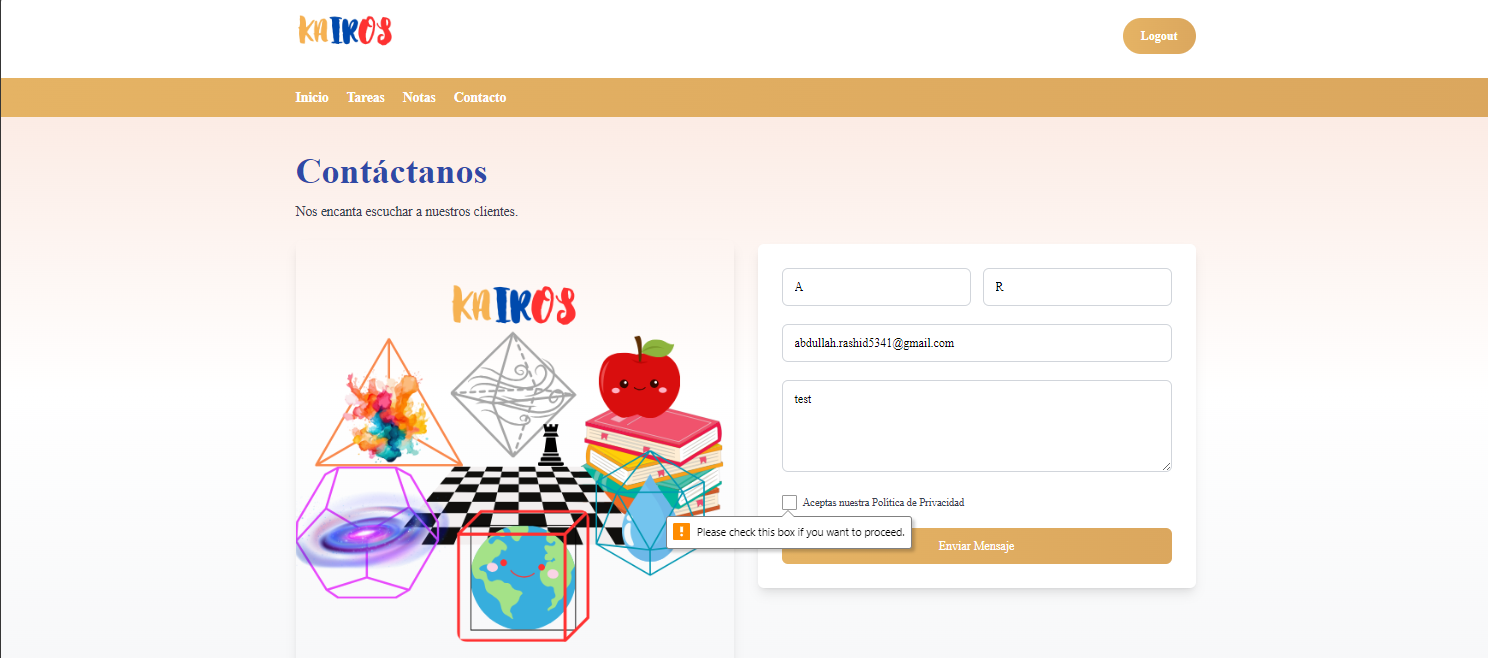 KAIROS
Logout
Inicio Tareas Notas Contacto
Contáctanos
Nos encanta escuchar a nuestros clientes.
KAIROS
A
R
abdullah.rashid5341@gmail.com
test
Aceptas nuestra Política de Privacidad
Please check this box if you want to proceed.
Enviar Mensaje